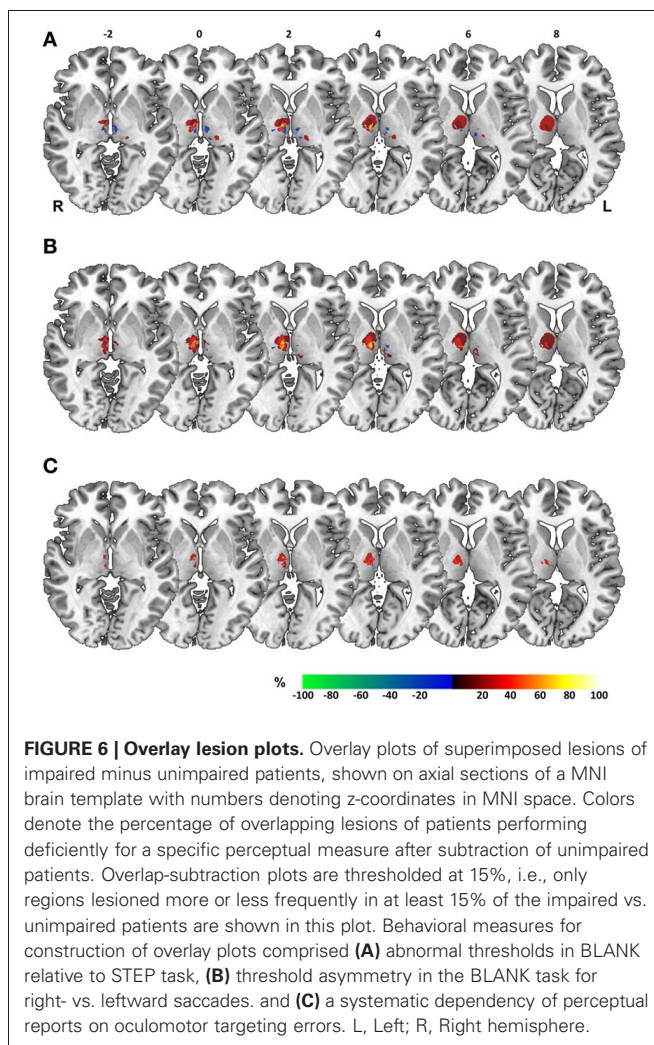 A
-2 0 2 4 6 8
R L
B
C
% -100 -80 -60 -40 -20 20 40 60 80 100
FIGURE 6 | Overlay lesion plots. Overlay plots of superimposed lesions of
impaired minus unimpaired patients, shown on axial sections of a MNI
brain template with numbers denoting z-coordinates in MNI space. Colors
denote the percentage of overlapping lesions of patients performing
deficiently for a specific perceptual measure after subtraction of unimpaired
patients. Overlap-subtraction plots are thresholded at 15%, i.e., only
regions lesioned more or less frequently in at least 15% of the impaired vs.
unimpaired patients are shown in this plot. Behavioral measures for
construction of overlay plots comprised (A) abnormal thresholds in BLANK
relative to STEP task, (B) threshold asymmetry in the BLANK task for
right- vs. leftward saccades. and (C) a systematic dependency of perceptual
reports on oculomotor targeting errors. L, Left; R, Right hemisphere.